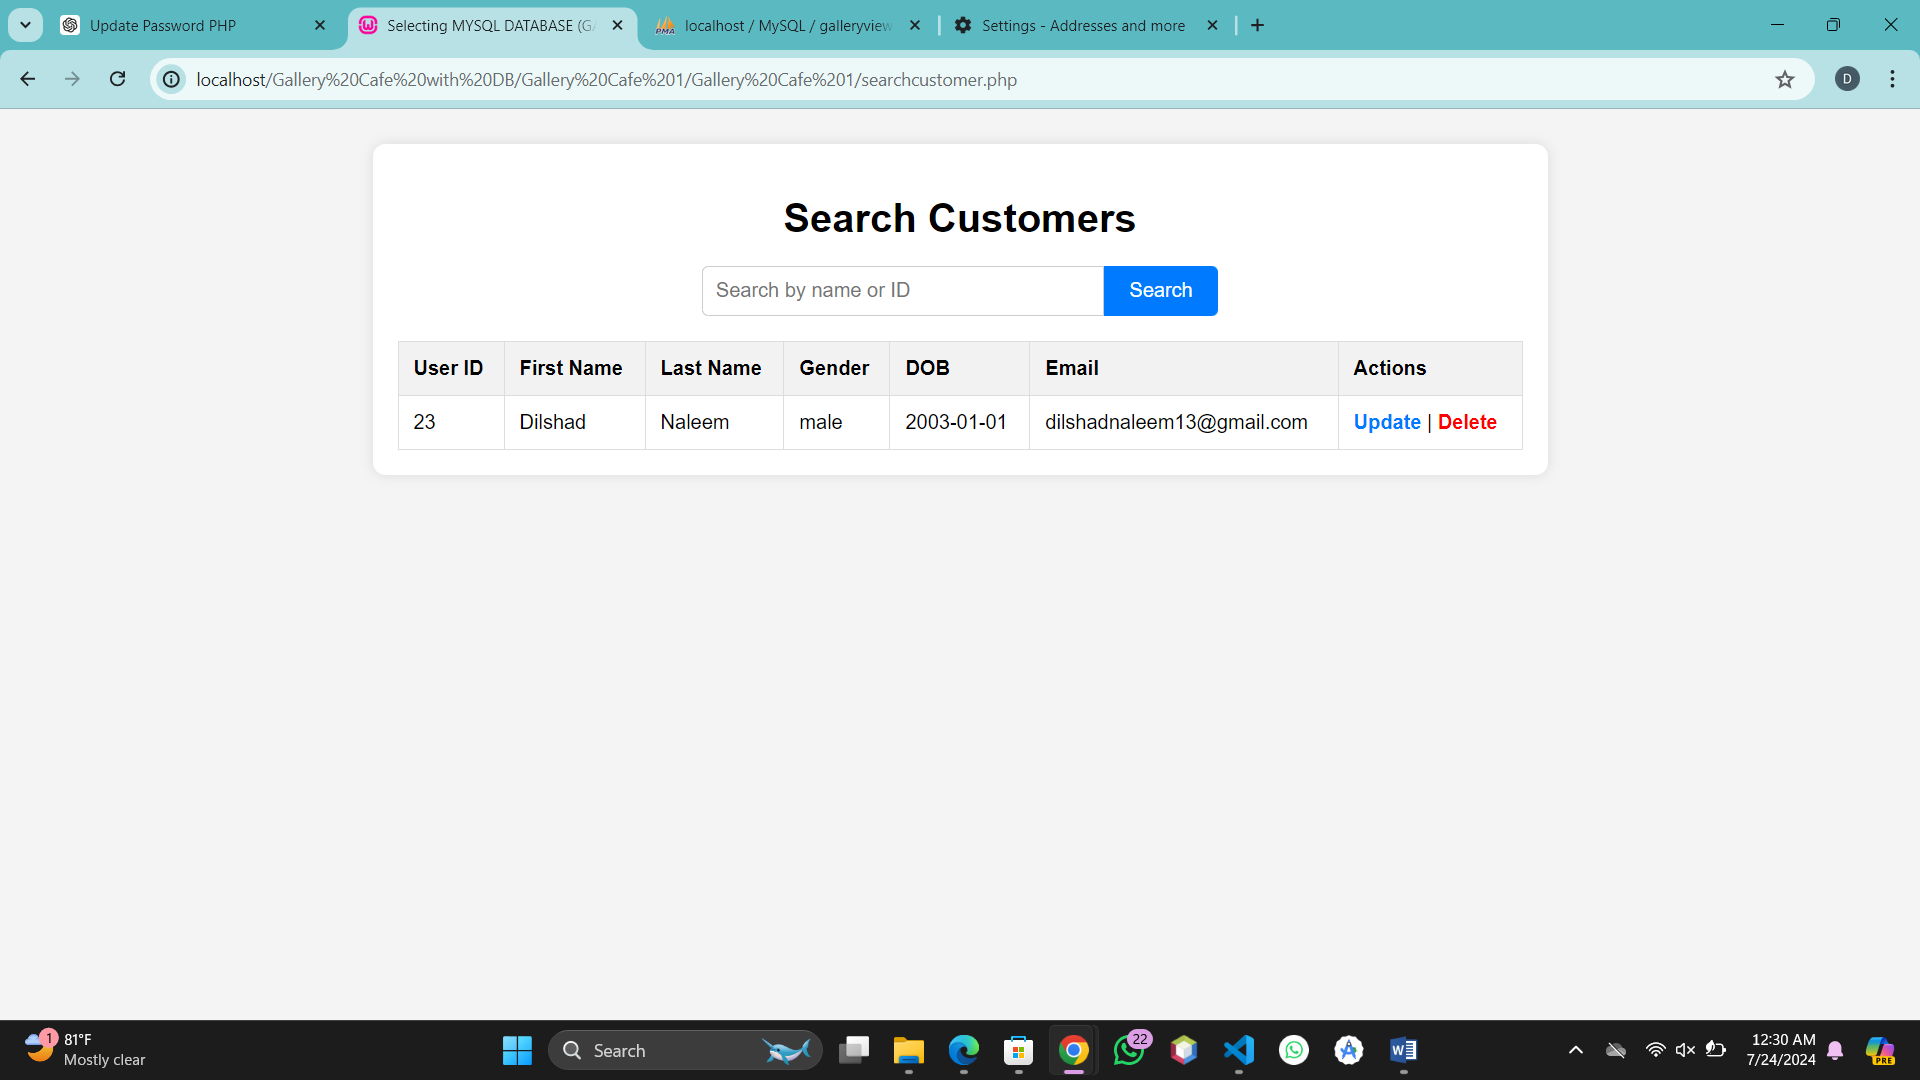 Update Password PHP
Selecting MYSQL DATABASE (GA
localhost / MySQL / galleryview
Settings - Addresses and more
localhost/Gallery%20Cafe%20with%20DB/Gallery%20Cafe%201/Gallery%20Cafe%201/searchcustomer.php
D
Search Customers
Search by name or ID
Search
User ID First Name Last Name Gender DOB Email Actions
23 Dilshad Naleem male 2003-01-01 dilshadnaleem13@gmail.com Update | Delete
1
81°F
Mostly clear
Search
22
12:30 AM
7/24/2024
PRE